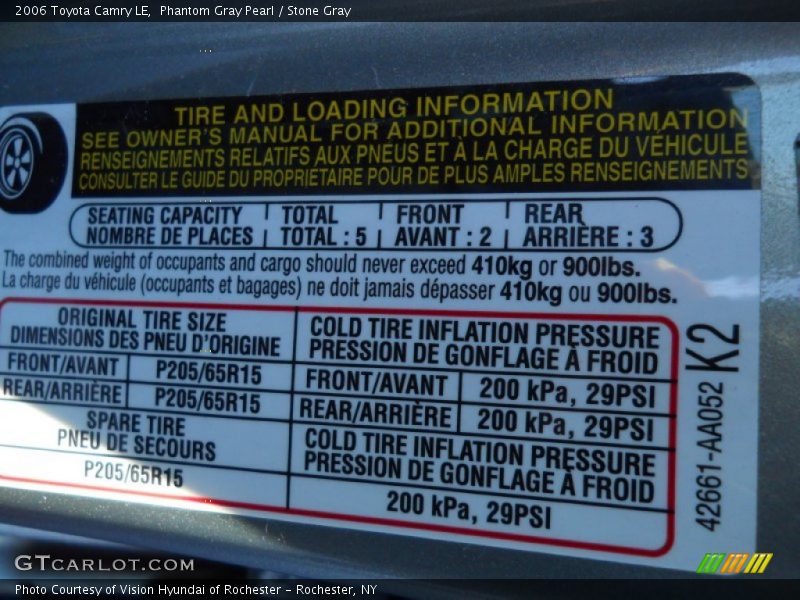 2006 Toyota Camry LE,  Phantom Gray Pearl / Stone Gray
TIRE AND LOADING INFORMATION
SEE OWNER'S MANUAL FOR ADDITIONAL INFORMATION
RENSEIGNEMENTS RELATIFS AUX PNEUS ET À LA CHARGE DU VÉHICULE
CONSULTER LE GUIDE DU PROPRIETAIRE POUR DE PLUS AMPLES RENSEIGNEMENTS
SEATING CAPACITY TOTAL FRONT REAR
NOMBRE DE PLACES TOTAL : 5 AVANT : 2 ARRIÈRE : 3
The combined weight of occupants and cargo should never exceed 410kg or 900lbs.
La charge du véhicule (occupants et bagages) ne doit jamais dépasser 410kg ou 900lbs.
ORIGINAL TIRE SIZE
DIMENSIONS DES PNEU D'ORIGINE
COLD TIRE INFLATION PRESSURE
PRESSION DE GONFLAGE À FROID
FRONT/AVANT P205/65R15 FRONT/AVANT 200 kPa, 29PSI
REAR/ARRIÈRE P205/65R15 REAR/ARRIÈRE 200 kPa, 29PSI
SPARE TIRE
PNEU DE SECOURS
COLD TIRE INFLATION PRESSURE
PRESSION DE GONFLAGE À FROID
P205/65R15 200 kPa, 29PSI
42661-AA052 K2
GTCARLOT.COM
Photo Courtesy of Vision Hyundai of Rochester - Rochester, NY